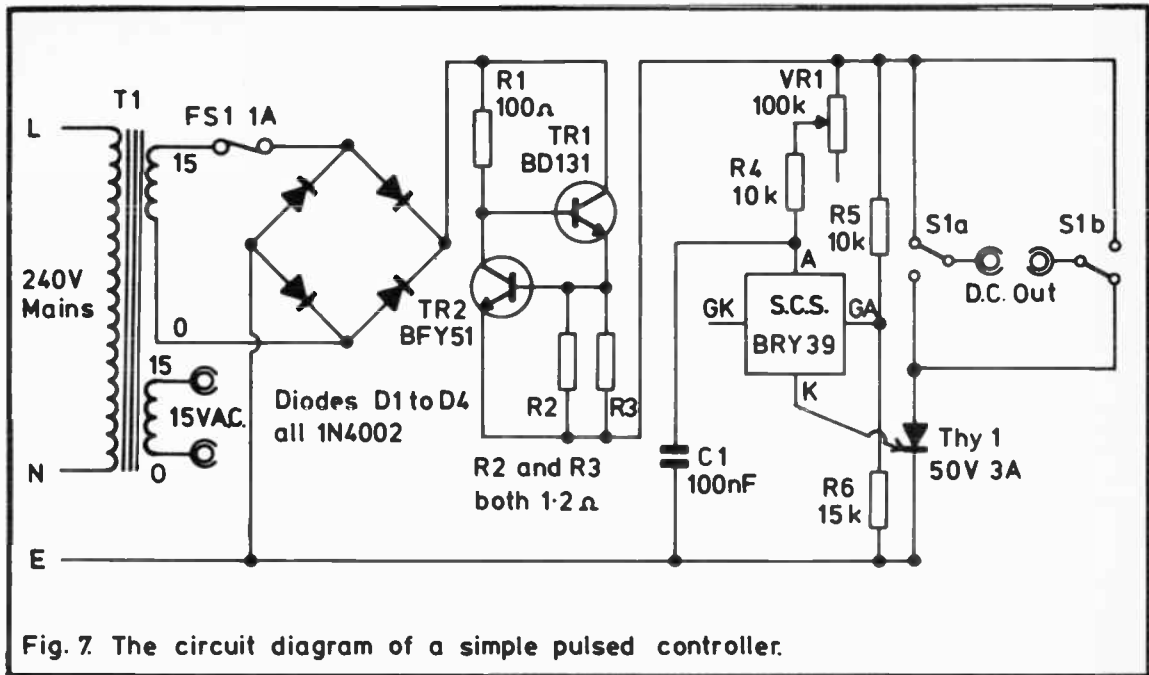 T1
L
FS1 1A
15
240V
Mains
0
15
15VA.C.
0
N
E
Diodes D1 to D4
all 1N4002
R1
100Ω
TR1
BD131
TR2
BFY51
R2
R3
R2 and R3
both 1·2Ω
VR1
100k
R4
10k
R5
10k
A
GK
S.C.S.
BRY39
GA
K
C1
100nF
R6
15k
S1a
S1b
D.C. Out
Thy 1
50V 3A
Fig. 7. The circuit diagram of a simple pulsed controller.